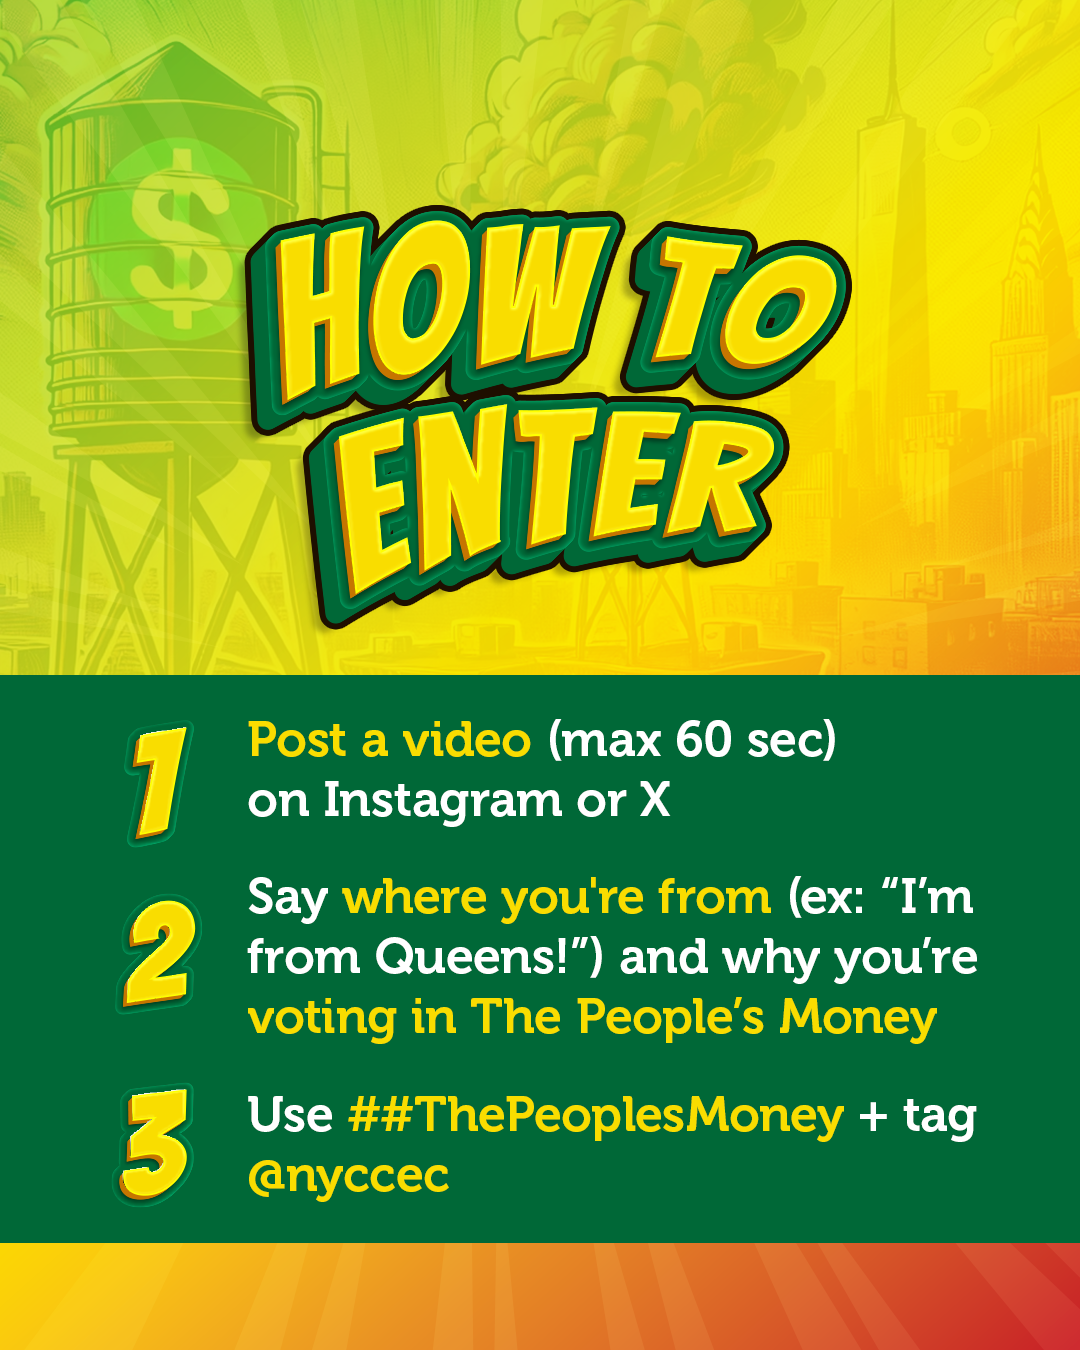 $
HOW TO
ENTER
1
Post a video (max 60 sec)
on Instagram or X
2
Say where you're from (ex: “I’m
from Queens!”) and why you’re
voting in The People’s Money
3
Use ##ThePeoplesMoney + tag
@nyccec